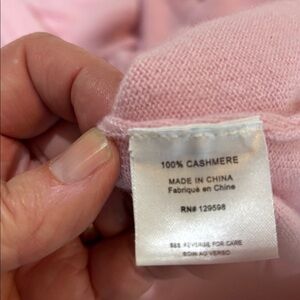 100% CASHMERE
MADE IN CHINA
Fabriqué en Chine
RN# 129598
SEE REVERSE FOR CARE
SOIN AU VERSO